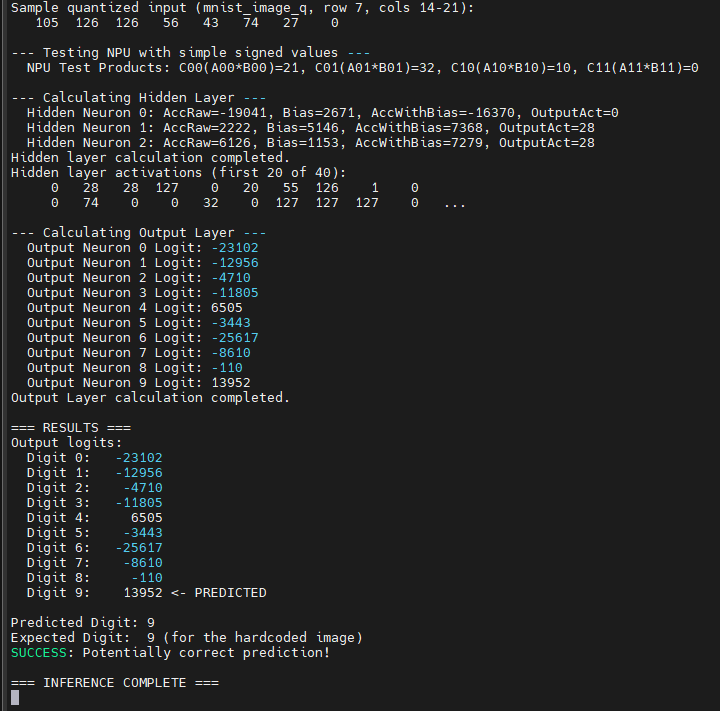 Sample quantized input (mnist_image_q, row 7, cols 14-21):
105 126 126 56 43 74 27 0
--- Testing NPU with simple signed values ---
NPU Test Products: C00(A00*B00)=21, C01(A01*B01)=32, C10(A10*B10)=10, C11(A11*B11)=0
--- Calculating Hidden Layer ---
Hidden Neuron 0: AccRaw=-19041, Bias=2671, AccWithBias=-16370, OutputAct=0
Hidden Neuron 1: AccRaw=2222, Bias=5146, AccWithBias=7368, OutputAct=28
Hidden Neuron 2: AccRaw=6126, Bias=1153, AccWithBias=7279, OutputAct=28
Hidden layer calculation completed.
Hidden layer activations (first 20 of 40):
0 28 28 127 0 20 55 126 1 0
0 74 0 0 32 0 127 127 127 0 ...
--- Calculating Output Layer ---
Output Neuron 0 Logit: -23102
Output Neuron 1 Logit: -12956
Output Neuron 2 Logit: -4710
Output Neuron 3 Logit: -11805
Output Neuron 4 Logit: 6505
Output Neuron 5 Logit: -3443
Output Neuron 6 Logit: -25617
Output Neuron 7 Logit: -8610
Output Neuron 8 Logit: -110
Output Neuron 9 Logit: 13952
Output Layer calculation completed.
=== RESULTS ===
Output logits:
Digit 0: -23102
Digit 1: -12956
Digit 2: -4710
Digit 3: -11805
Digit 4: 6505
Digit 5: -3443
Digit 6: -25617
Digit 7: -8610
Digit 8: -110
Digit 9: 13952 <- PREDICTED
Predicted Digit: 9
Expected Digit: 9 (for the hardcoded image)
SUCCESS: Potentially correct prediction!
=== INFERENCE COMPLETE ===